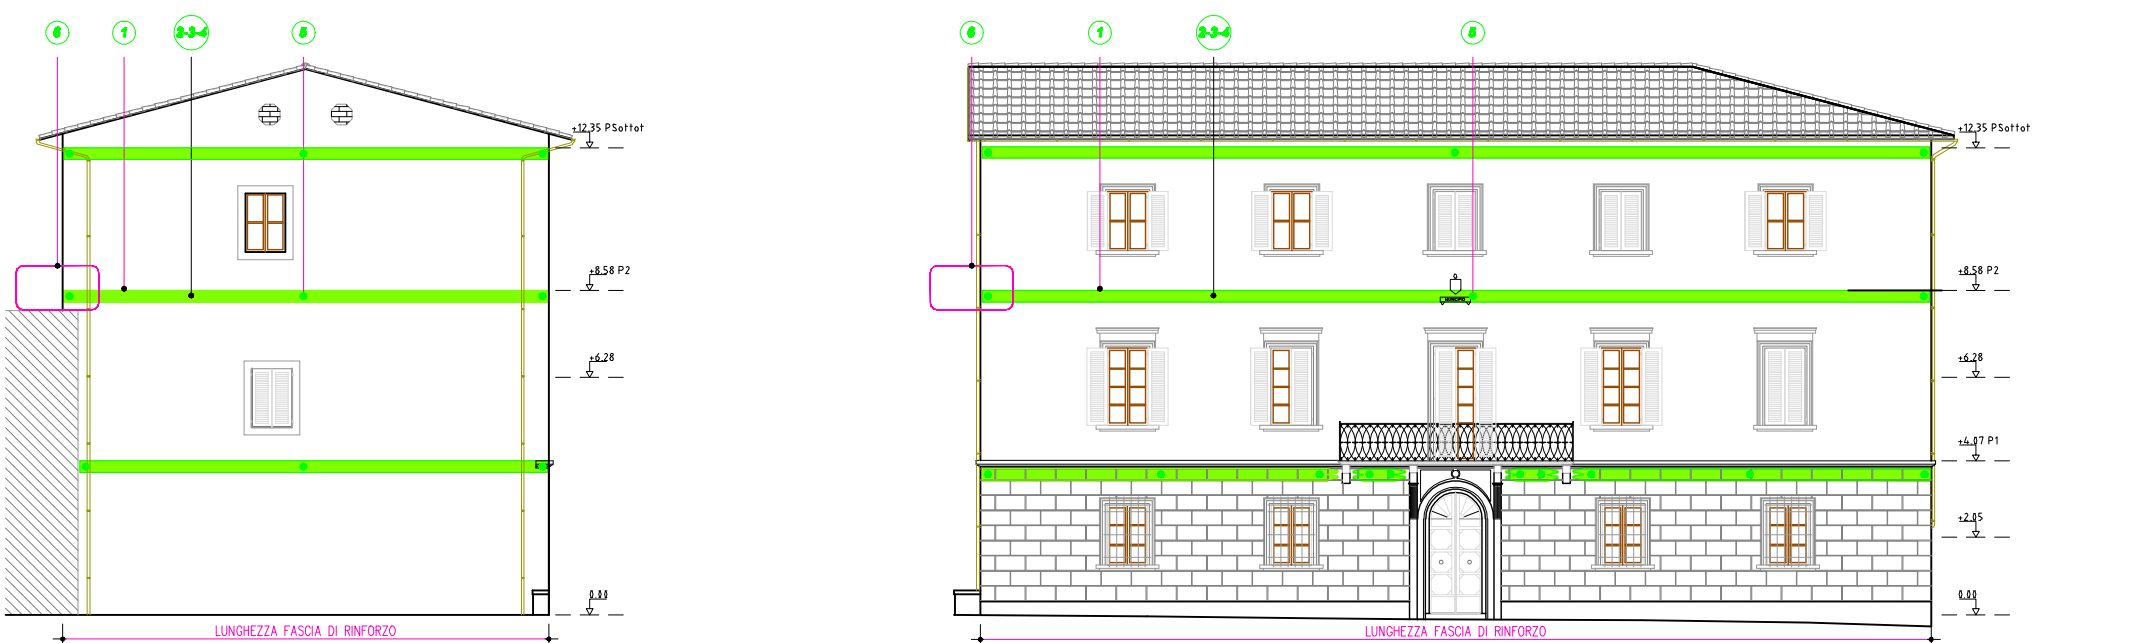 6 1 2-3-4 5 6 1 2-3-4 5
+12.35 PSottot +12.35 PSottot
+8.58 P2 +8.58 P2
MUNICIPIO
+6.28 +6.28
+4.07 P1
+2.05
0.00 0.00
LUNGHEZZA FASCIA DI RINFORZO LUNGHEZZA FASCIA DI RINFORZO